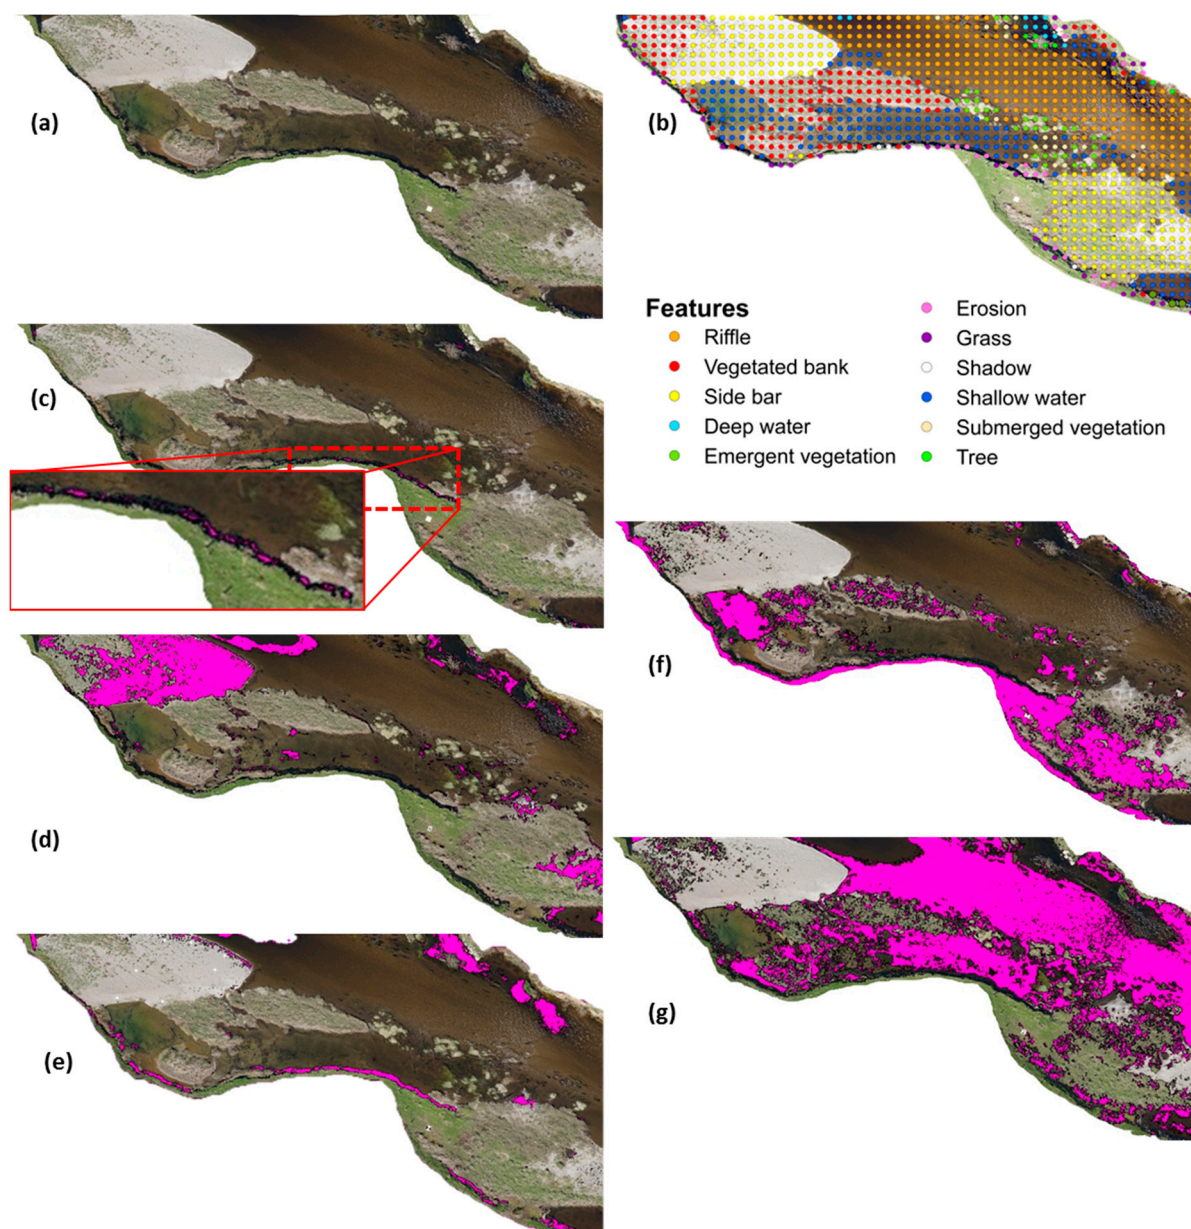 (a)
(b)
Features
Riffle
Vegetated bank
Side bar
Deep water
Emergent vegetation
Erosion
Grass
Shadow
Shallow water
Submerged vegetation
Tree
(c)
(d)
(e)
(f)
(g)